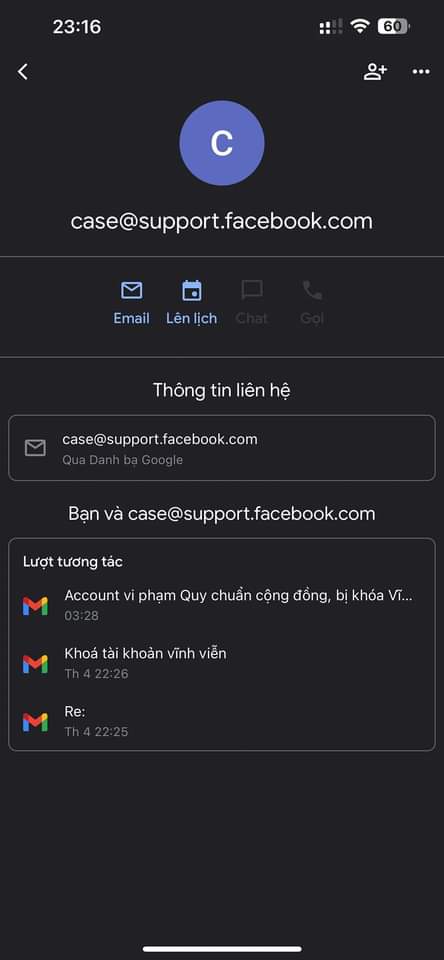 23:16
60
C
case@support.facebook.com
Email
Lên lịch
Chat
Gọi
Thông tin liên hệ
case@support.facebook.com
Qua Danh bạ Google
Bạn và case@support.facebook.com
Lượt tương tác
Account vi phạm Quy chuẩn cộng đồng, bị khóa Vĩ...
03:28
Khoá tài khoản vĩnh viễn
Th 4 22:26
Re:
Th 4 22:25